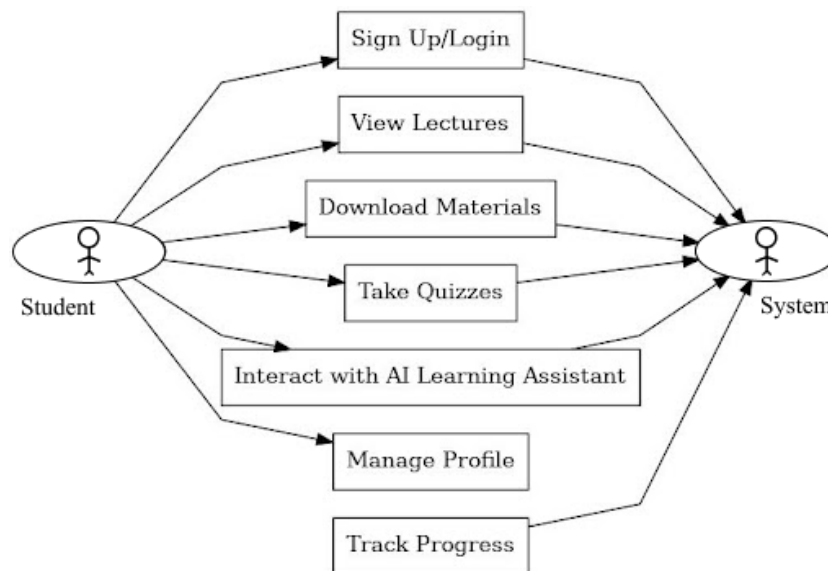 Sign Up/Login
View Lectures
Download Materials
Take Quizzes
Student
System
Interact with AI Learning Assistant
Manage Profile
Track Progress